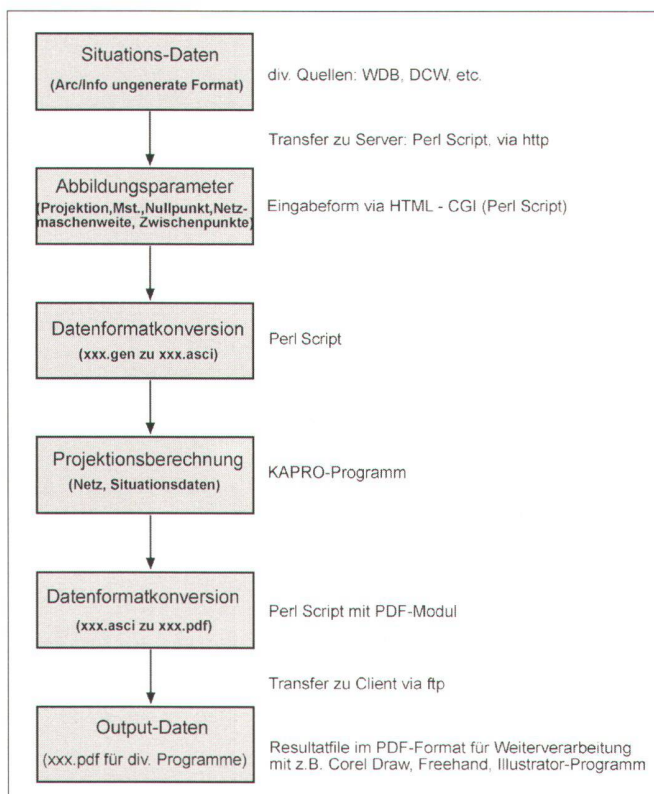 Situations-Daten
(Arc/Info ungenerate Format)
div. Quellen: WDB, DCW, etc.
Transfer zu Server: Perl Script, via http
Abbildungsparameter
(Projektion,Mst.,Nullpunkt,Netz-
maschenweite, Zwischenpunkte)
Eingabeform via HTML - CGI (Perl Script)
Datenformatkonversion
(xxx.gen zu xxx.asci)
Perl Script
Projektionsberechnung
(Netz, Situationsdaten)
KAPRO-Programm
Datenformatkonversion
(xxx.asci zu xxx.pdf)
Perl Script mit PDF-Modul
Transfer zu Client via ftp
Output-Daten
(xxx.pdf für div. Programme)
Resultatfile im PDF-Format für Weiterverarbeitung
mit z.B. Corel Draw, Freehand, Illustrator-Programm